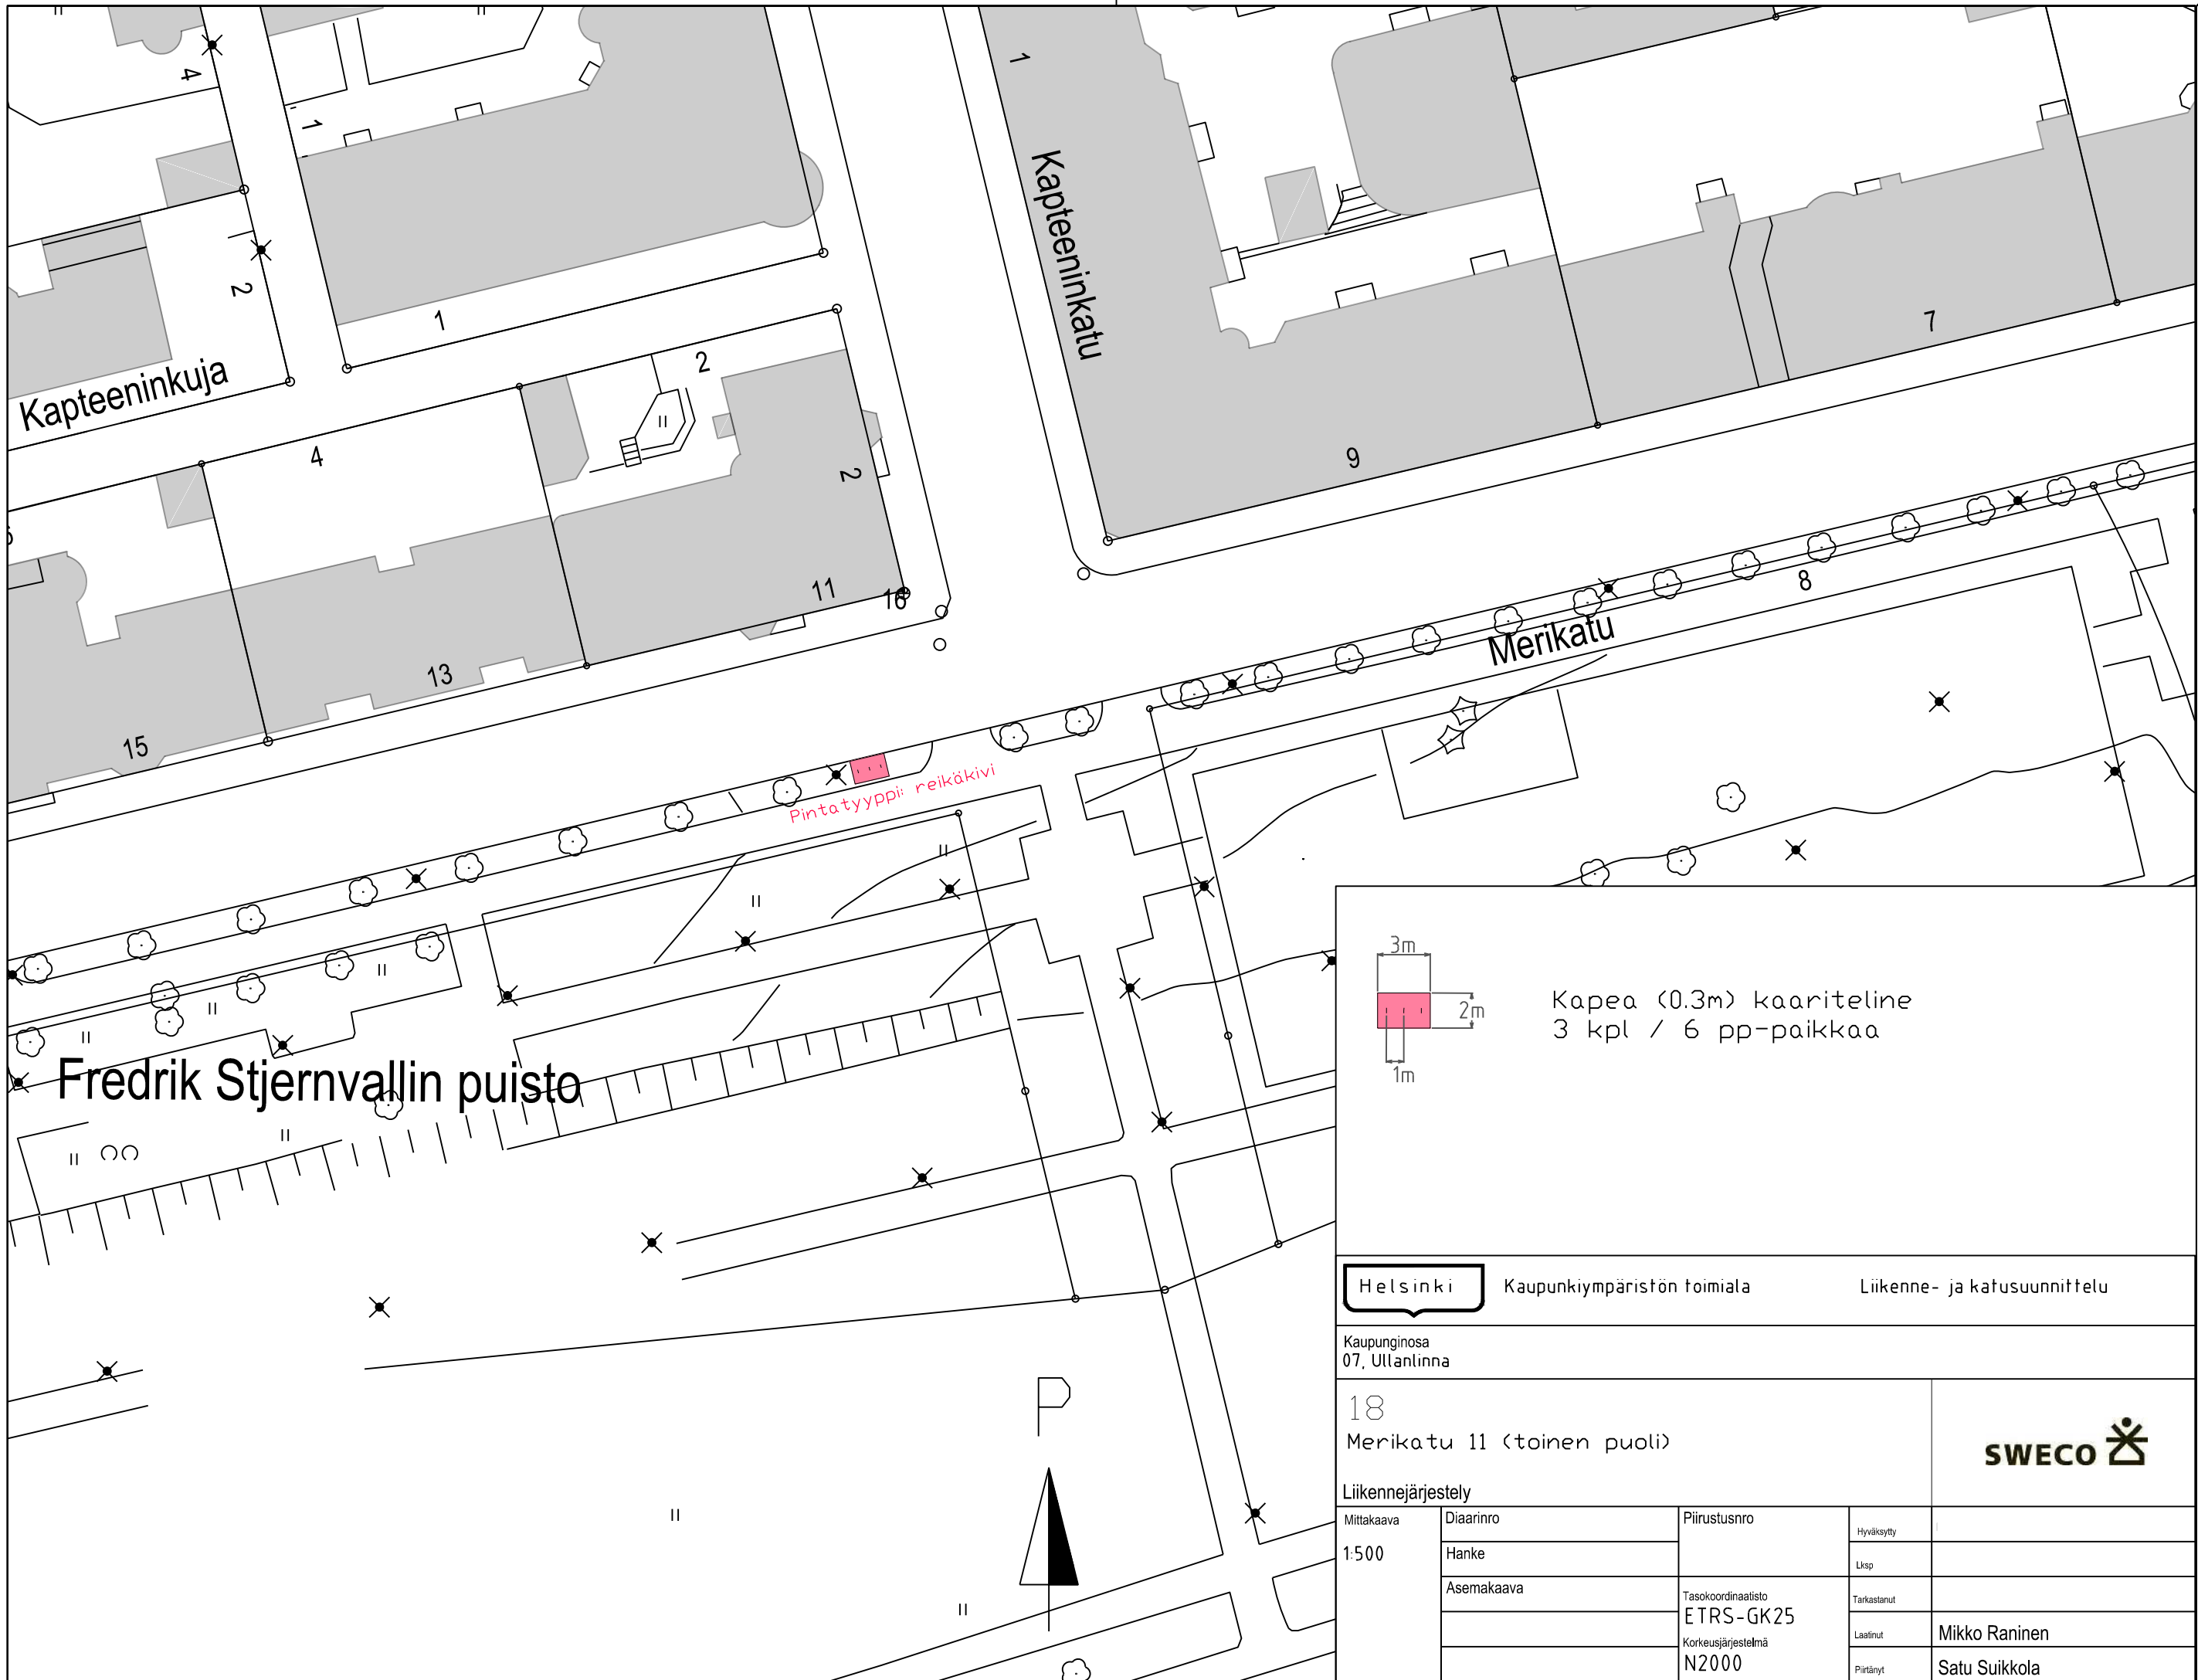 4
1
2
1
Kapteeninkuja
4
2
2
11
18
13
15
1
Kapteeninkatu
9
7
8
Merikatu
Pintatyyppi: reikäkivi
Fredrik Stjernvallin puisto
P
3m
2m
1m
Kapea (0.3m) kaariteline
3 kpl / 6 pp-paikkaa
Helsinki Kaupunkiympäristön toimiala Liikenne- ja katusuunnittelu
Kaupunginosa
07, Ullanlinna
18
Merikatu 11 (toinen puoli)
SWECO
Liikennejärjestely
Mittakaava
1:500
Diaarinro
Hanke
Asemakaava
Piirustusnro
Tasokoordinaatisto
ETRS-GK25
Korkeusjärjestelmä
N2000
Hyväksytty
Lksp
Tarkastanut
Laatinut Mikko Raninen
Piirtänyt Satu Suikkola